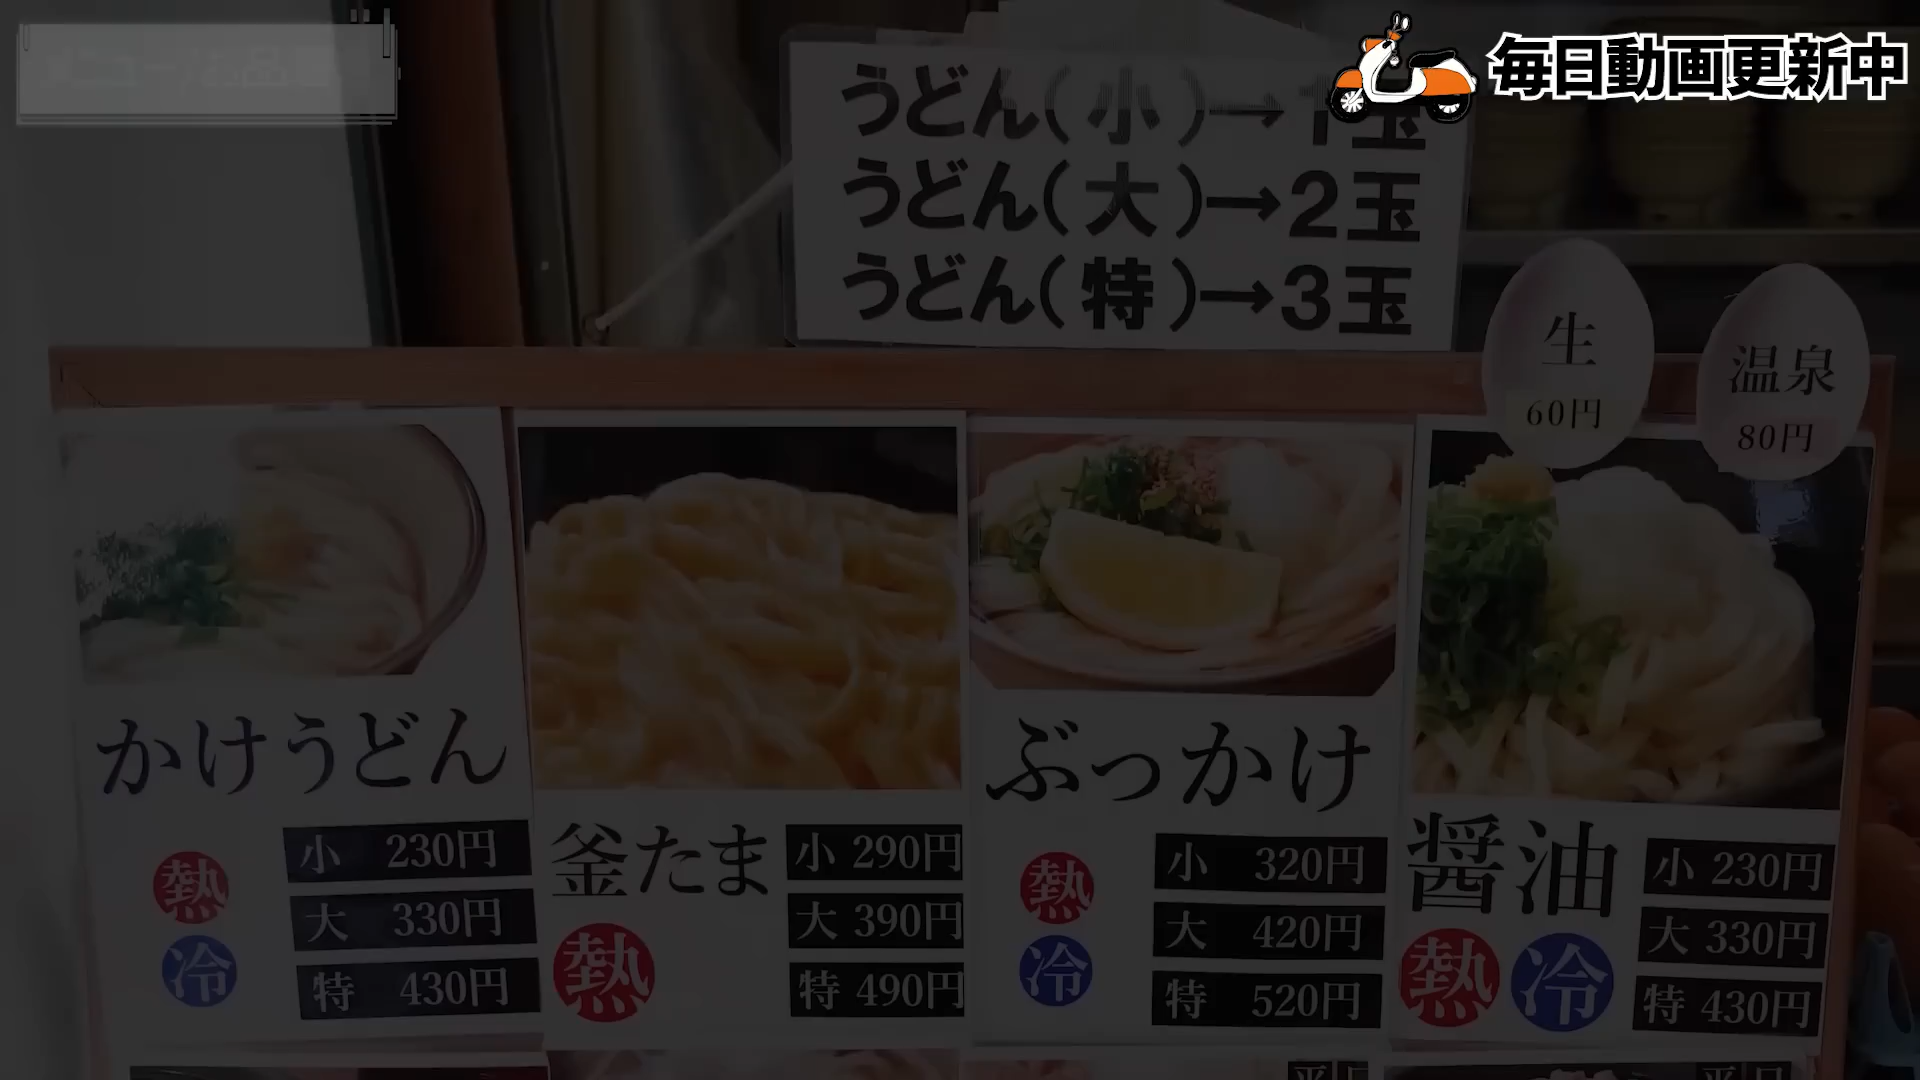 毎日動画更新中
うどん(小)→1玉
うどん(大)→2玉
うどん(特)→3玉
生
60円
温泉
80円
かけうどん
熱
冷
小 230円
大 330円
特 430円
釜たま
熱
小 290円
大 390円
特 490円
ぶっかけ
熱
冷
小 320円
大 420円
特 520円
醤油
熱
冷
小 230円
大 330円
特 430円